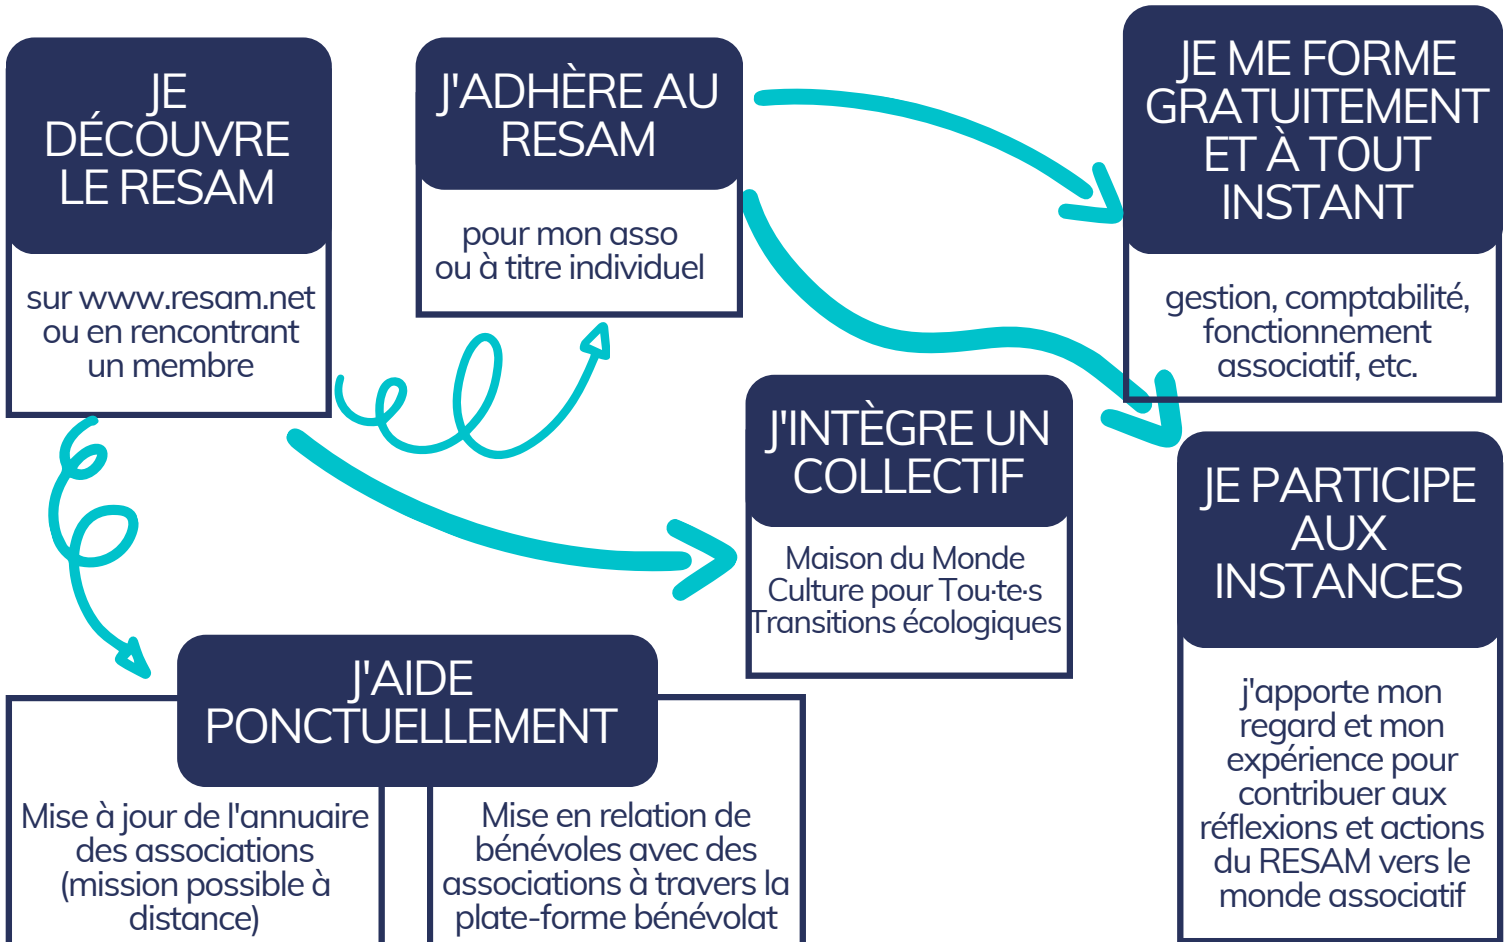 JE
DÉCOUVRE
LE RESAM
sur www.resam.net
ou en rencontrant
un membre
J'ADHÈRE AU
RESAM
pour mon asso
ou à titre individuel
JE ME FORME
GRATUITEMENT
ET À TOUT
INSTANT
gestion, comptabilité,
fonctionnement
associatif, etc.
J'INTÈGRE UN
COLLECTIF
Maison du Monde
Culture pour Tou·te·s
Transitions écologiques
JE PARTICIPE
AUX
INSTANCES
j'apporte mon
regard et mon
expérience pour
contribuer aux
réflexions et actions
du RESAM vers le
monde associatif
J'AIDE
PONCTUELLEMENT
Mise à jour de l'annuaire
des associations
(mission possible à
distance)
Mise en relation de
bénévoles avec des
associations à travers la
plate-forme bénévolat